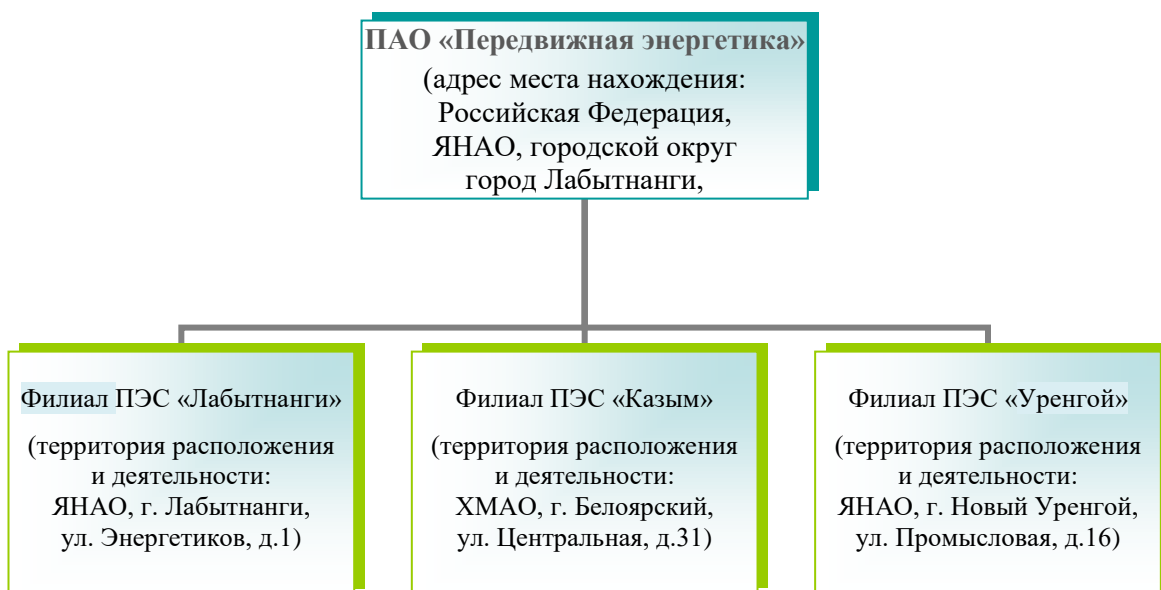 ПАО «Передвижная энергетика»
(адрес места нахождения:
Российская Федерация,
ЯНАО, городской округ
город Лабытнанги,
Филиал ПЭС «Лабытнанги»
(территория расположения
и деятельности:
ЯНАО, г. Лабытнанги,
ул. Энергетиков, д.1)
Филиал ПЭС «Казым»
(территория расположения
и деятельности:
ХМАО, г. Белоярский,
ул. Центральная, д.31)
Филиал ПЭС «Уренгой»
(территория расположения
и деятельности:
ЯНАО, г. Новый Уренгой,
ул. Промысловая, д.16)